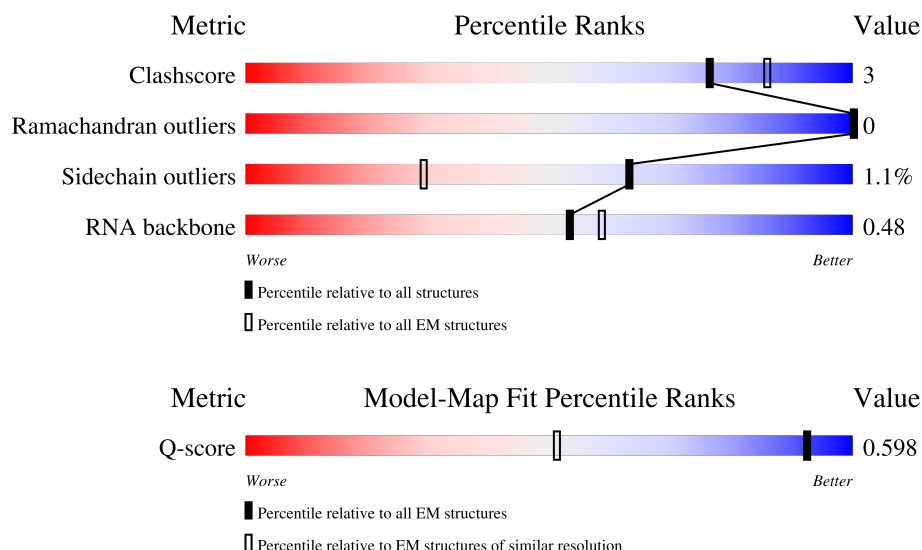 Metric Percentile Ranks Value
Clashscore 3
Ramachandran outliers 0
Sidechain outliers 1.1%
RNA backbone 0.48
Worse Better
Percentile relative to all structures
Percentile relative to all EM structures
Metric Model-Map Fit Percentile Ranks Value
Q-score 0.598
Worse Better
Percentile relative to all EM structures
Percentile relative to EM structures of similar resolution